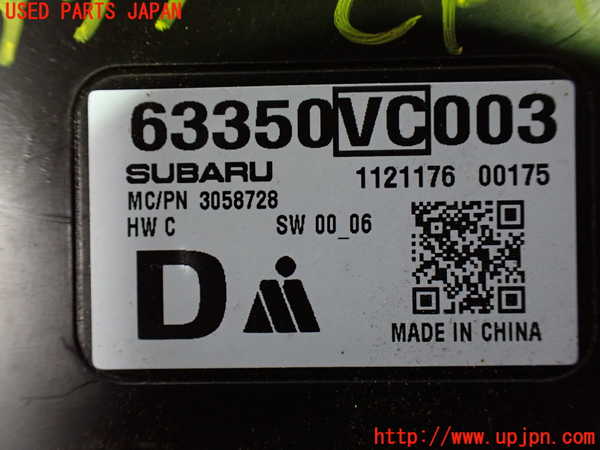 USED PARTS JAPAN
63350VC003
SUBARU 1121176 00175
MC/PN 3058728
HW C SW 00_06
D
MADE IN CHINA
(C) www.upjpn.com